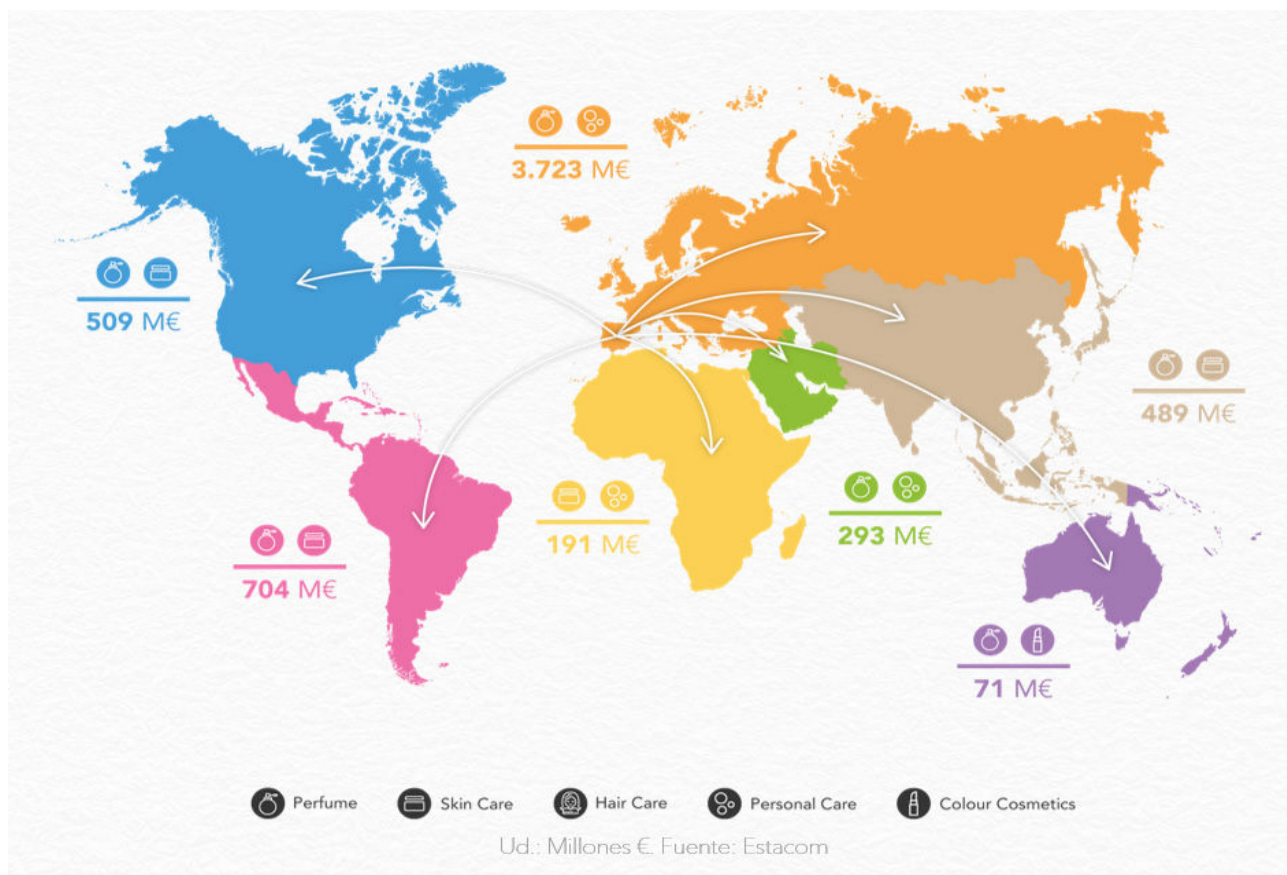 3.723 M€
509 M€
489 M€
191 M€
293 M€
704 M€
71 M€
Perfume
Skin Care
Hair Care
Personal Care
Colour Cosmetics
Ud.: Millones €. Fuente: Estacom